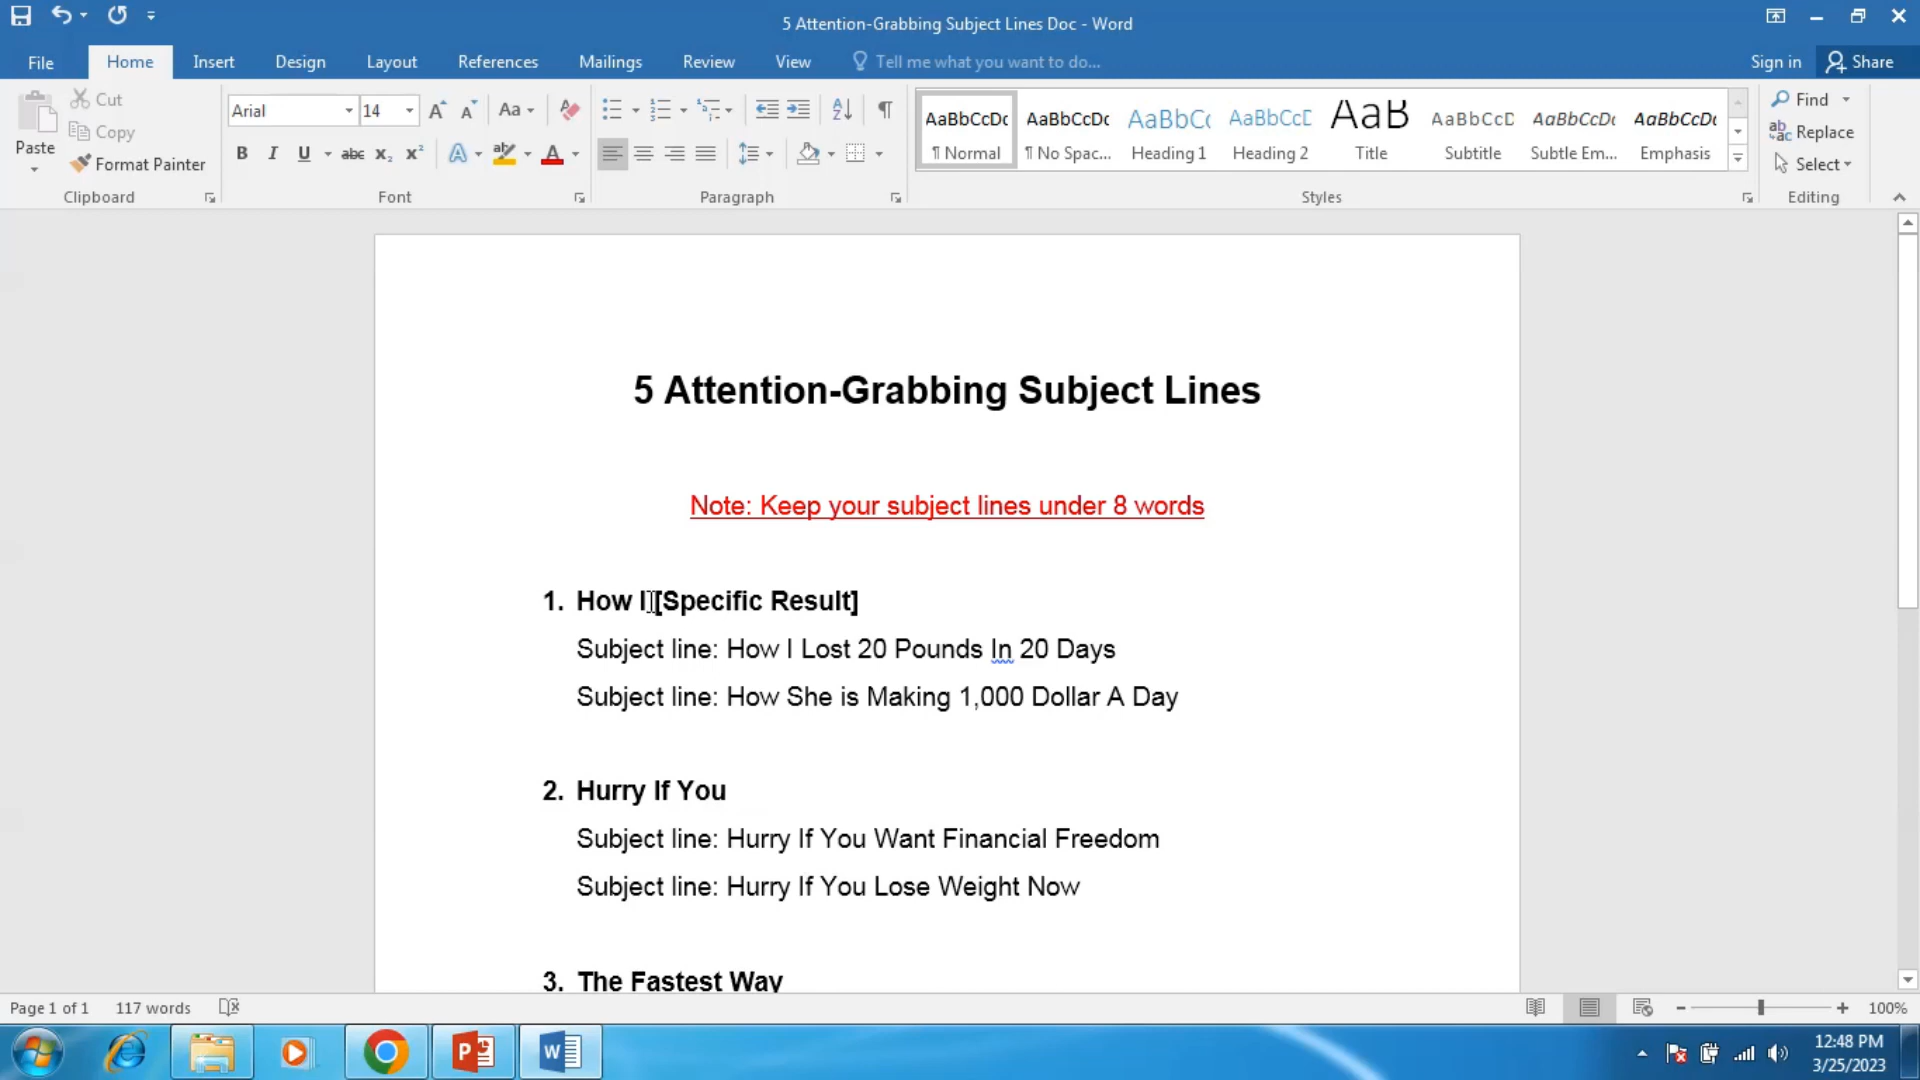 5 Attention-Grabbing Subject Lines Doc - Word
File Home Insert Design Layout References Mailings Review View Tell me what you want to do... Sign in Share
Paste
Cut
Copy
Format Painter
Clipboard
Arial 14
Font
Paragraph
AaBbCcDc AaBbCcDc AaBbCc AaBbCcD AaB AaBbCcD AaBbCcDc AaBbCcDc
¶ Normal ¶ No Spac... Heading 1 Heading 2 Title Subtitle Subtle Em... Emphasis
Styles
Find
Replace
Select
Editing
5 Attention-Grabbing Subject Lines
Note: Keep your subject lines under 8 words
1. How I [Specific Result]
Subject line: How I Lost 20 Pounds In 20 Days
Subject line: How She is Making 1,000 Dollar A Day
2. Hurry If You
Subject line: Hurry If You Want Financial Freedom
Subject line: Hurry If You Lose Weight Now
3. The Fastest Way
Page 1 of 1 117 words 100%
12:48 PM
3/25/2023